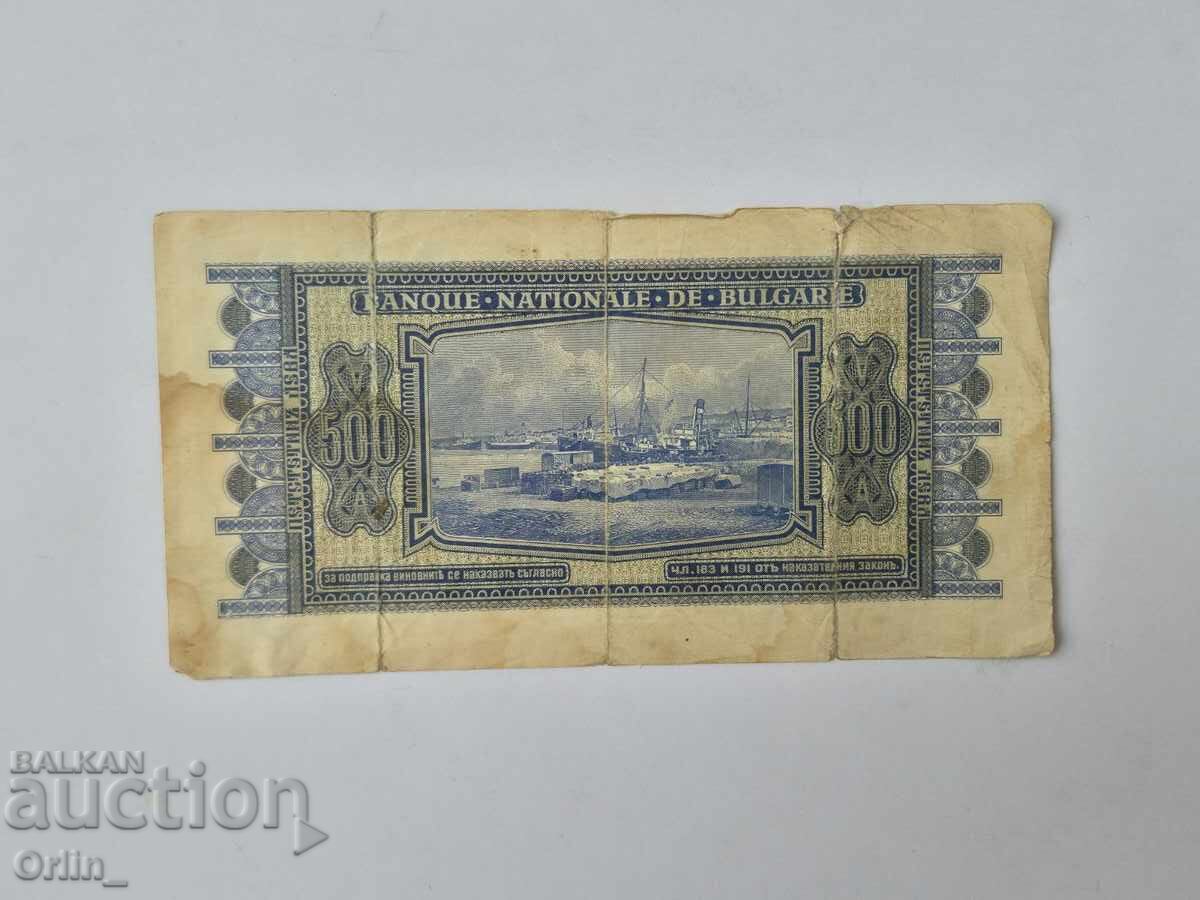 BANQUE·NATIONALE·DE·BULGARIE
500
500
ЗА ПОДПРАВКА ВИНОВНИТѢ СЕ НАКАЗВАТЪ СЪГЛАСНО
ЧЛ. 183 И 191 ОТЪ НАКАЗАТЕЛНИЯ ЗАКОНЪ.
BALKAN
auction
Orlin_